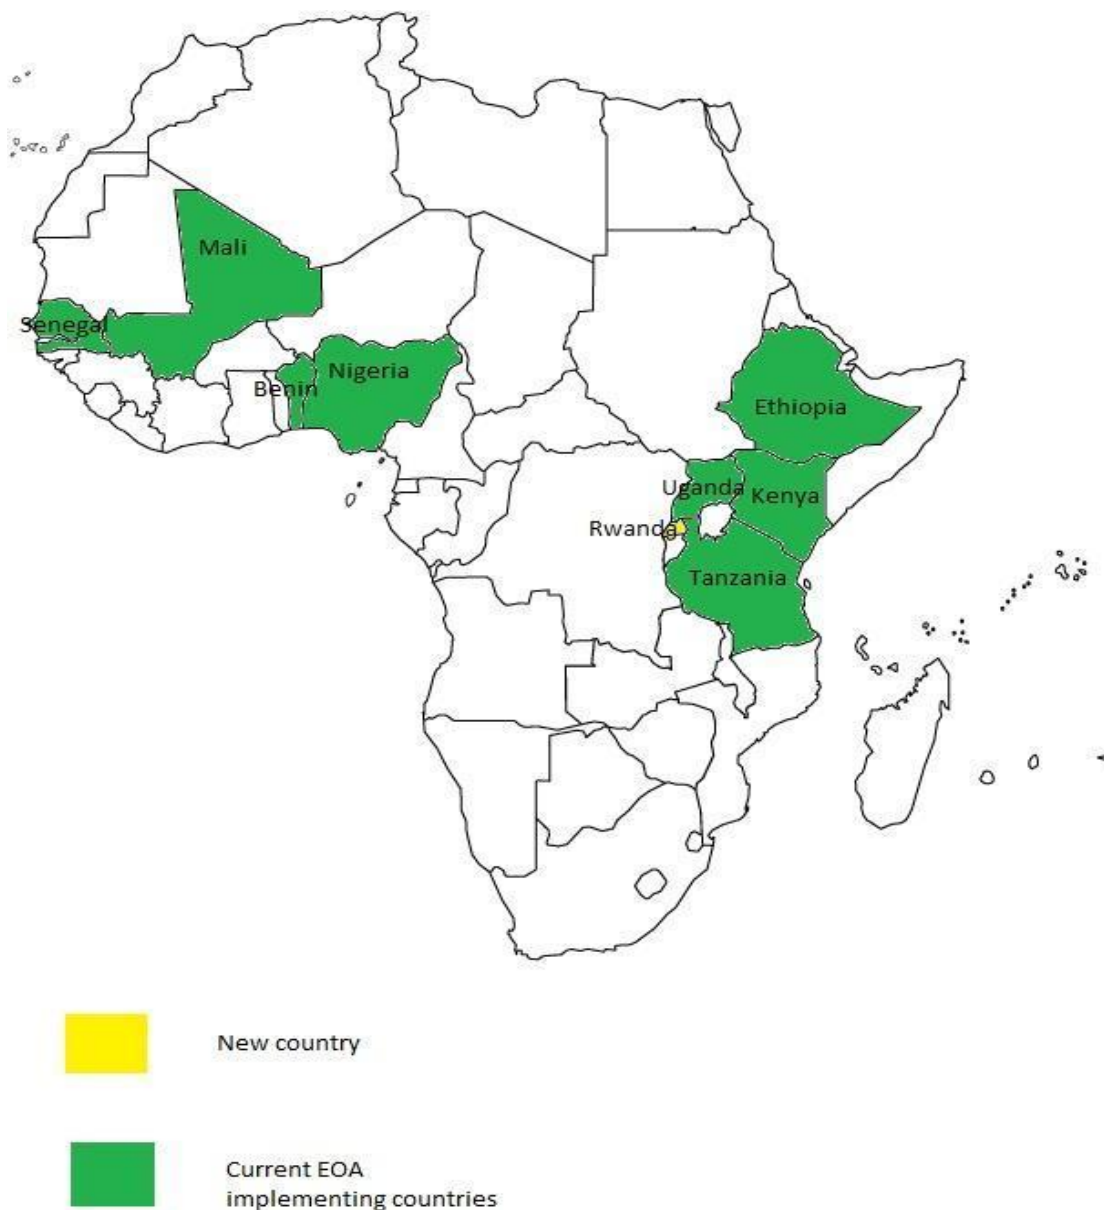 Mali
Senegal
Nigeria
Benin
Ethiopia
Uganda
Kenya
Rwanda
Tanzania
New country
Current EOA
implementing countries